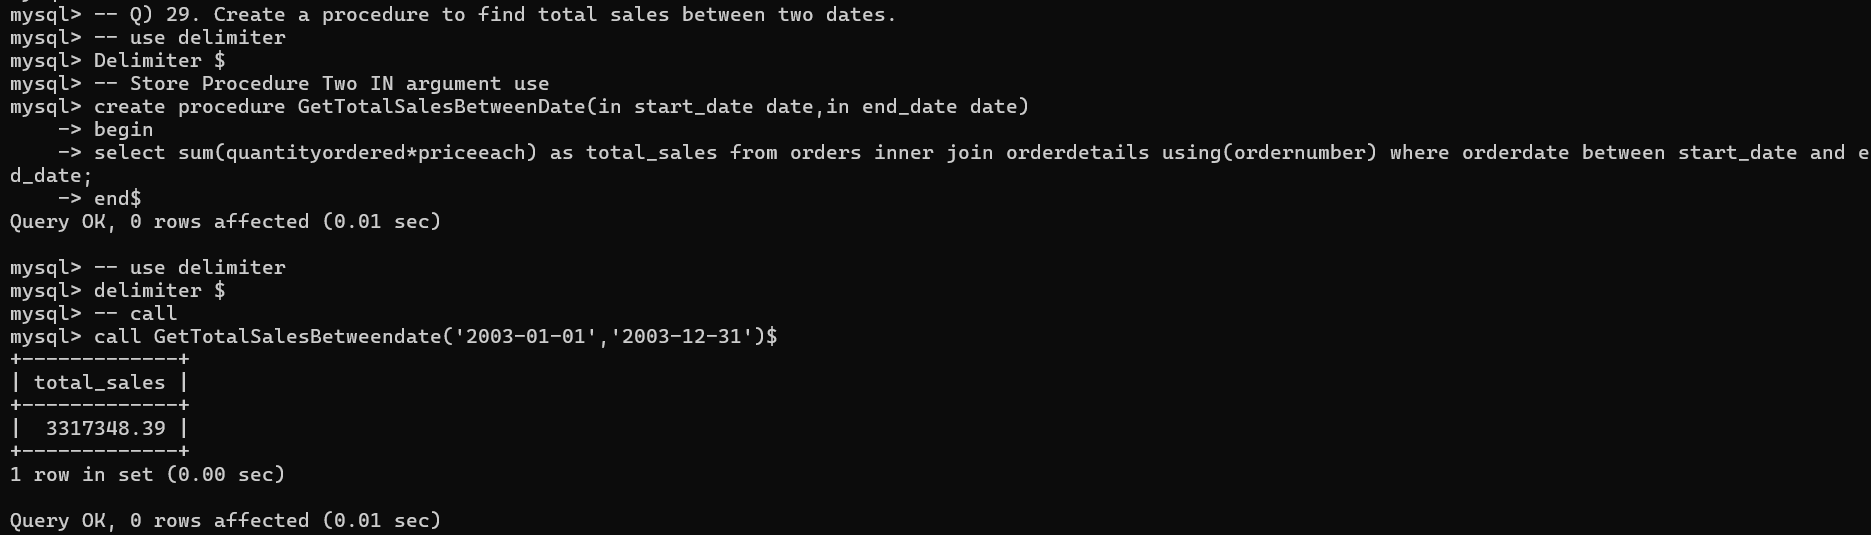 mysql> -- Q) 29. Create a procedure to find total sales between two dates.
mysql> -- use delimiter
mysql> Delimiter $
mysql> -- Store Procedure Two IN argument use
mysql> create procedure GetTotalSalesBetweenDate(in start_date date,in end_date date)
    -> begin
    -> select sum(quantityordered*priceeach) as total_sales from orders inner join orderdetails using(ordernumber) where orderdate between start_date and e
d_date;
    -> end$
Query OK, 0 rows affected (0.01 sec)

mysql> -- use delimiter
mysql> delimiter $
mysql> -- call
mysql> call GetTotalSalesBetweendate('2003-01-01','2003-12-31')$
+-------------+
| total_sales |
+-------------+
|  3317348.39 |
+-------------+
1 row in set (0.00 sec)

Query OK, 0 rows affected (0.01 sec)